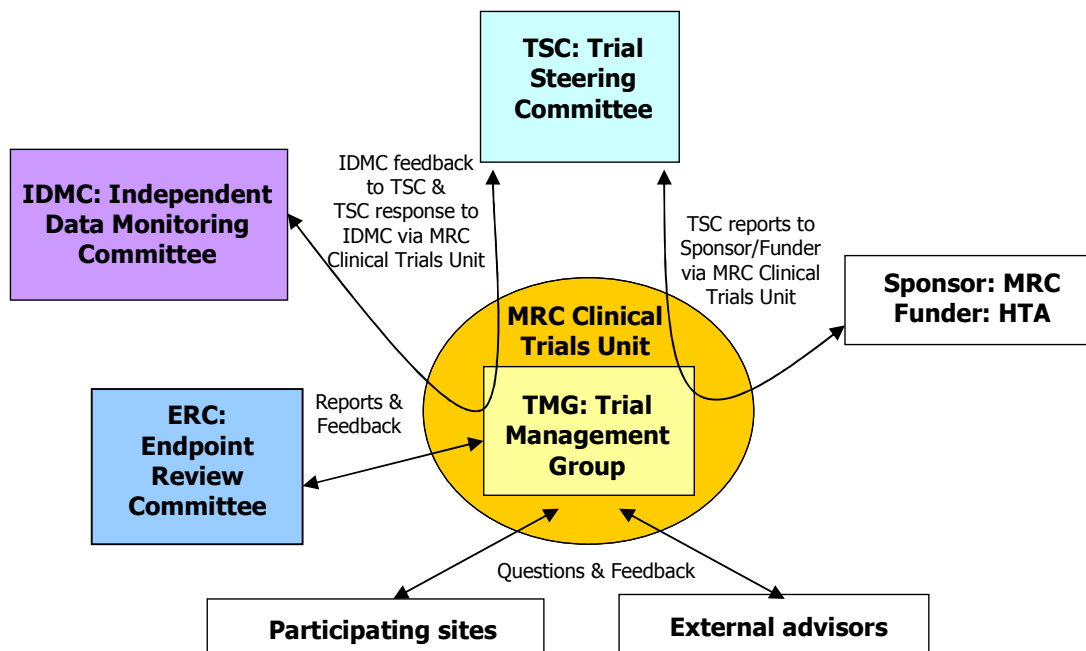 TSC: Trial
Steering
Committee
IDMC: Independent
Data Monitoring
Committee
IDMC feedback
to TSC &
TSC response to
IDMC via MRC
Clinical Trials Unit
TSC reports to
Sponsor/Funder
via MRC Clinical
Trials Unit
Sponsor: MRC
Funder: HTA
MRC Clinical
Trials Unit
TMG: Trial
Management
Group
ERC:
Endpoint
Review
Committee
Reports &
Feedback
Questions & Feedback
Participating sites
External advisors